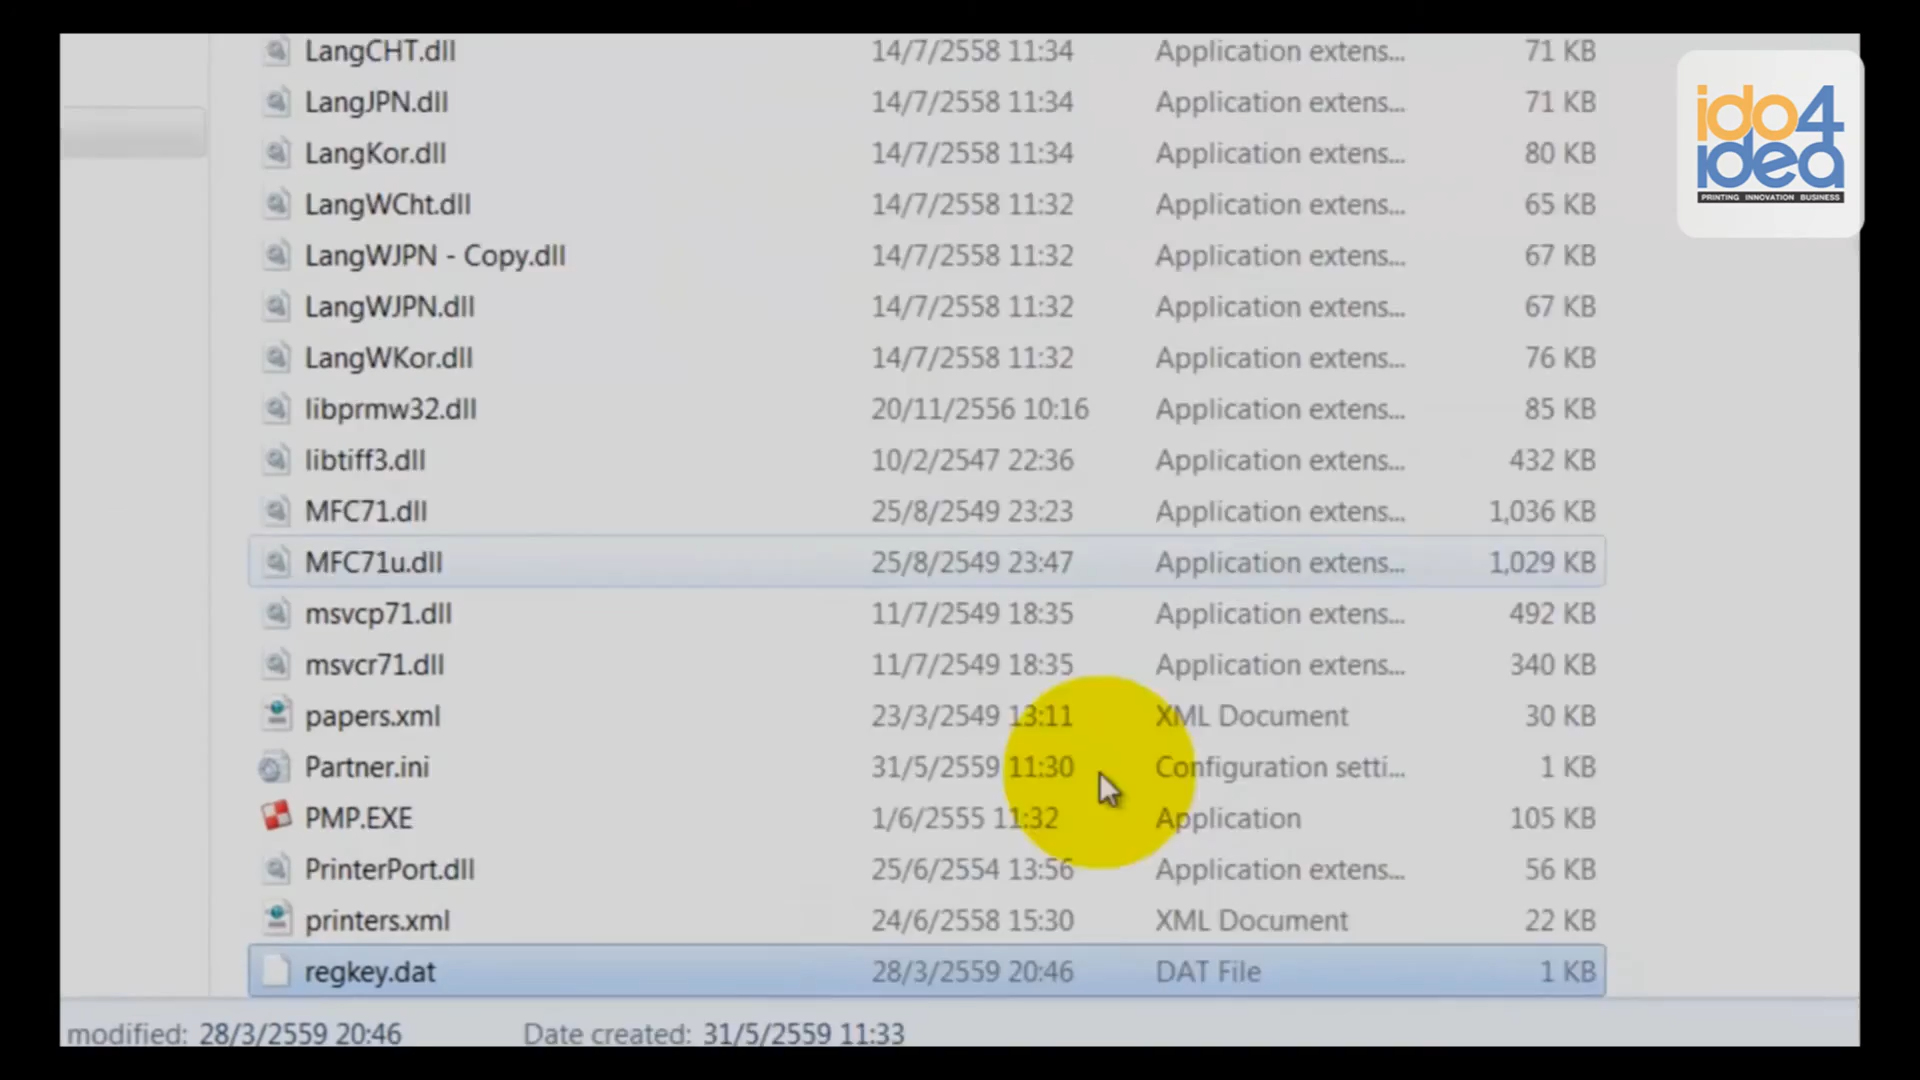 LangCHT.dll 14/7/2558 11:34 Application extens... 71 KB
LangJPN.dll 14/7/2558 11:34 Application extens... 71 KB
LangKor.dll 14/7/2558 11:34 Application extens... 80 KB
LangWCht.dll 14/7/2558 11:32 Application extens... 65 KB
LangWJPN - Copy.dll 14/7/2558 11:32 Application extens... 67 KB
LangWJPN.dll 14/7/2558 11:32 Application extens... 67 KB
LangWKor.dll 14/7/2558 11:32 Application extens... 76 KB
libprmw32.dll 20/11/2556 10:16 Application extens... 85 KB
libtiff3.dll 10/2/2547 22:36 Application extens... 432 KB
MFC71.dll 25/8/2549 23:23 Application extens... 1,036 KB
MFC71u.dll 25/8/2549 23:47 Application extens... 1,029 KB
msvcp71.dll 11/7/2549 18:35 Application extens... 492 KB
msvcr71.dll 11/7/2549 18:35 Application extens... 340 KB
papers.xml 23/3/2549 13:11 XML Document 30 KB
Partner.ini 31/5/2559 11:30 Configuration setti... 1 KB
PMP.EXE 1/6/2555 11:32 Application 105 KB
PrinterPort.dll 25/6/2554 13:56 Application extens... 56 KB
printers.xml 24/6/2558 15:30 XML Document 22 KB
regkey.dat 28/3/2559 20:46 DAT File 1 KB
modified: 28/3/2559 20:46 Date created: 31/5/2559 11:33
ido4
idea
PRINTING INNOVATION BUSINESS